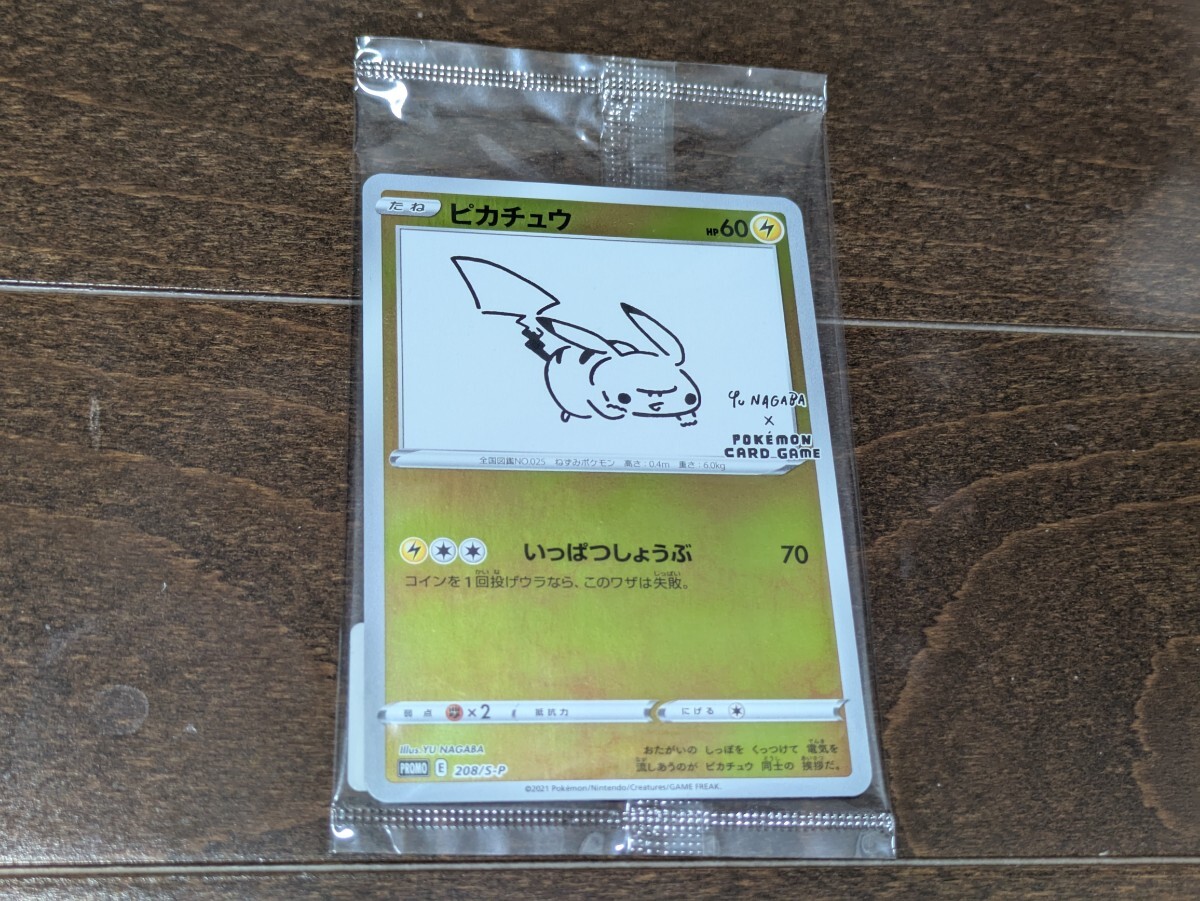 たね ピカチュウ HP60
Yu NAGABA
×
POKÉMON
CARD GAME
全国図鑑NO.025 ねずみポケモン 高さ:0.4m 重さ:6.0kg
いっぱつしょうぶ 70
コインを1回投げウラなら、このワザは失敗。
弱点 ×2 抵抗力 にげる
Illus. YU NAGABA
おたがいの しっぽを くっつけて 電気を
PROMO E 208/S-P
流しあうのが ピカチュウ 同士の 挨拶だ。
©2021 Pokémon/Nintendo/Creatures/GAME FREAK.